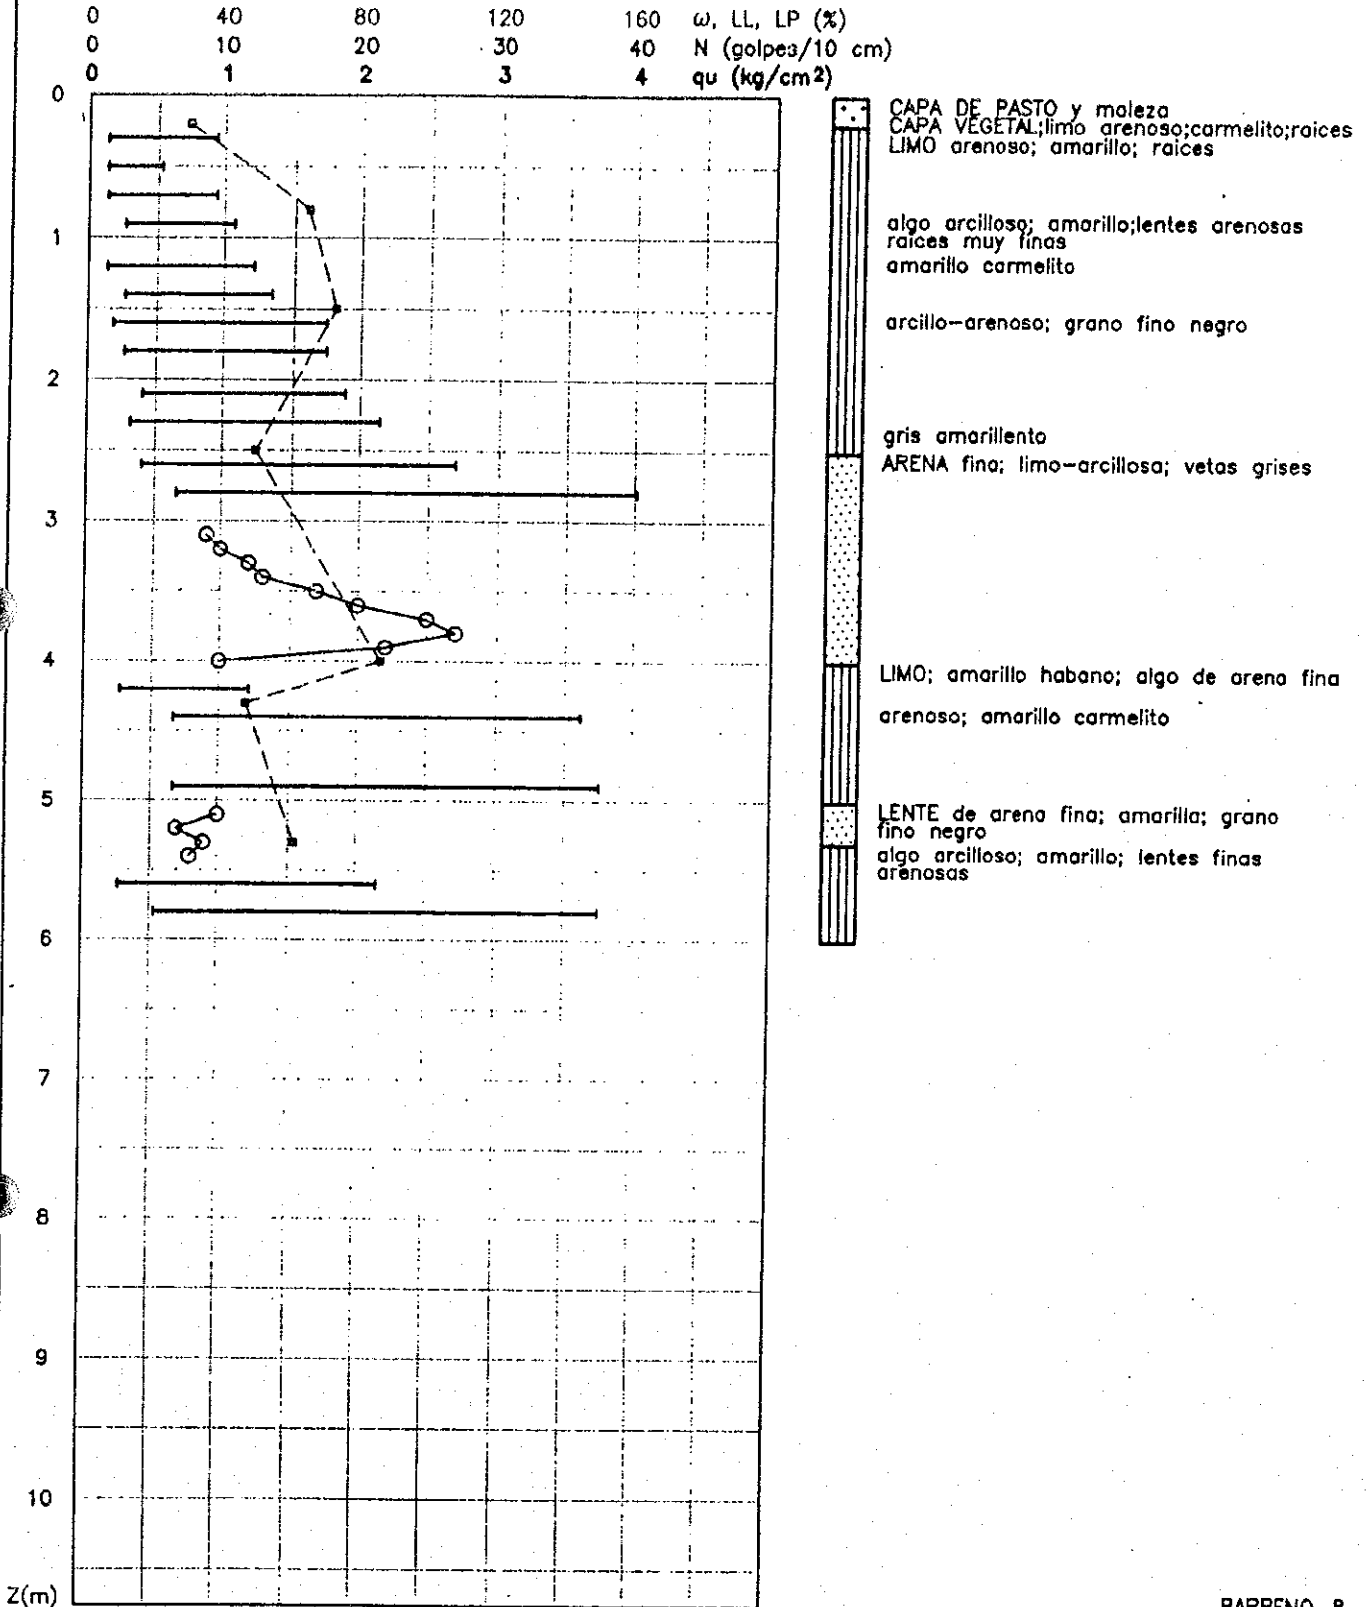 0 40 80 120 160 ω, LL, LP (%)
0 10 20 30 40 N (golpes/10 cm)
0 1 2 3 4 qu (kg/cm2)
0
1
2
3
4
5
6
7
8
9
10
Z(m)
CAPA DE PASTO y maleza
CAPA VEGETAL;limo arenoso;carmelito;raices
LIMO arenoso; amarillo; raices
algo arcilloso; amarillo;lentes arenosas
raices muy finas
amarillo carmelito
arcillo-arenoso; grano fino negro
gris amarillento
ARENA fina; limo-arcillosa; vetas grises
LIMO; amarillo habano; algo de arena fina
arenoso; amarillo carmelito
LENTE de arena fina; amarilla; grano
fino negro
algo arcilloso; amarillo; lentes finas
arenosas